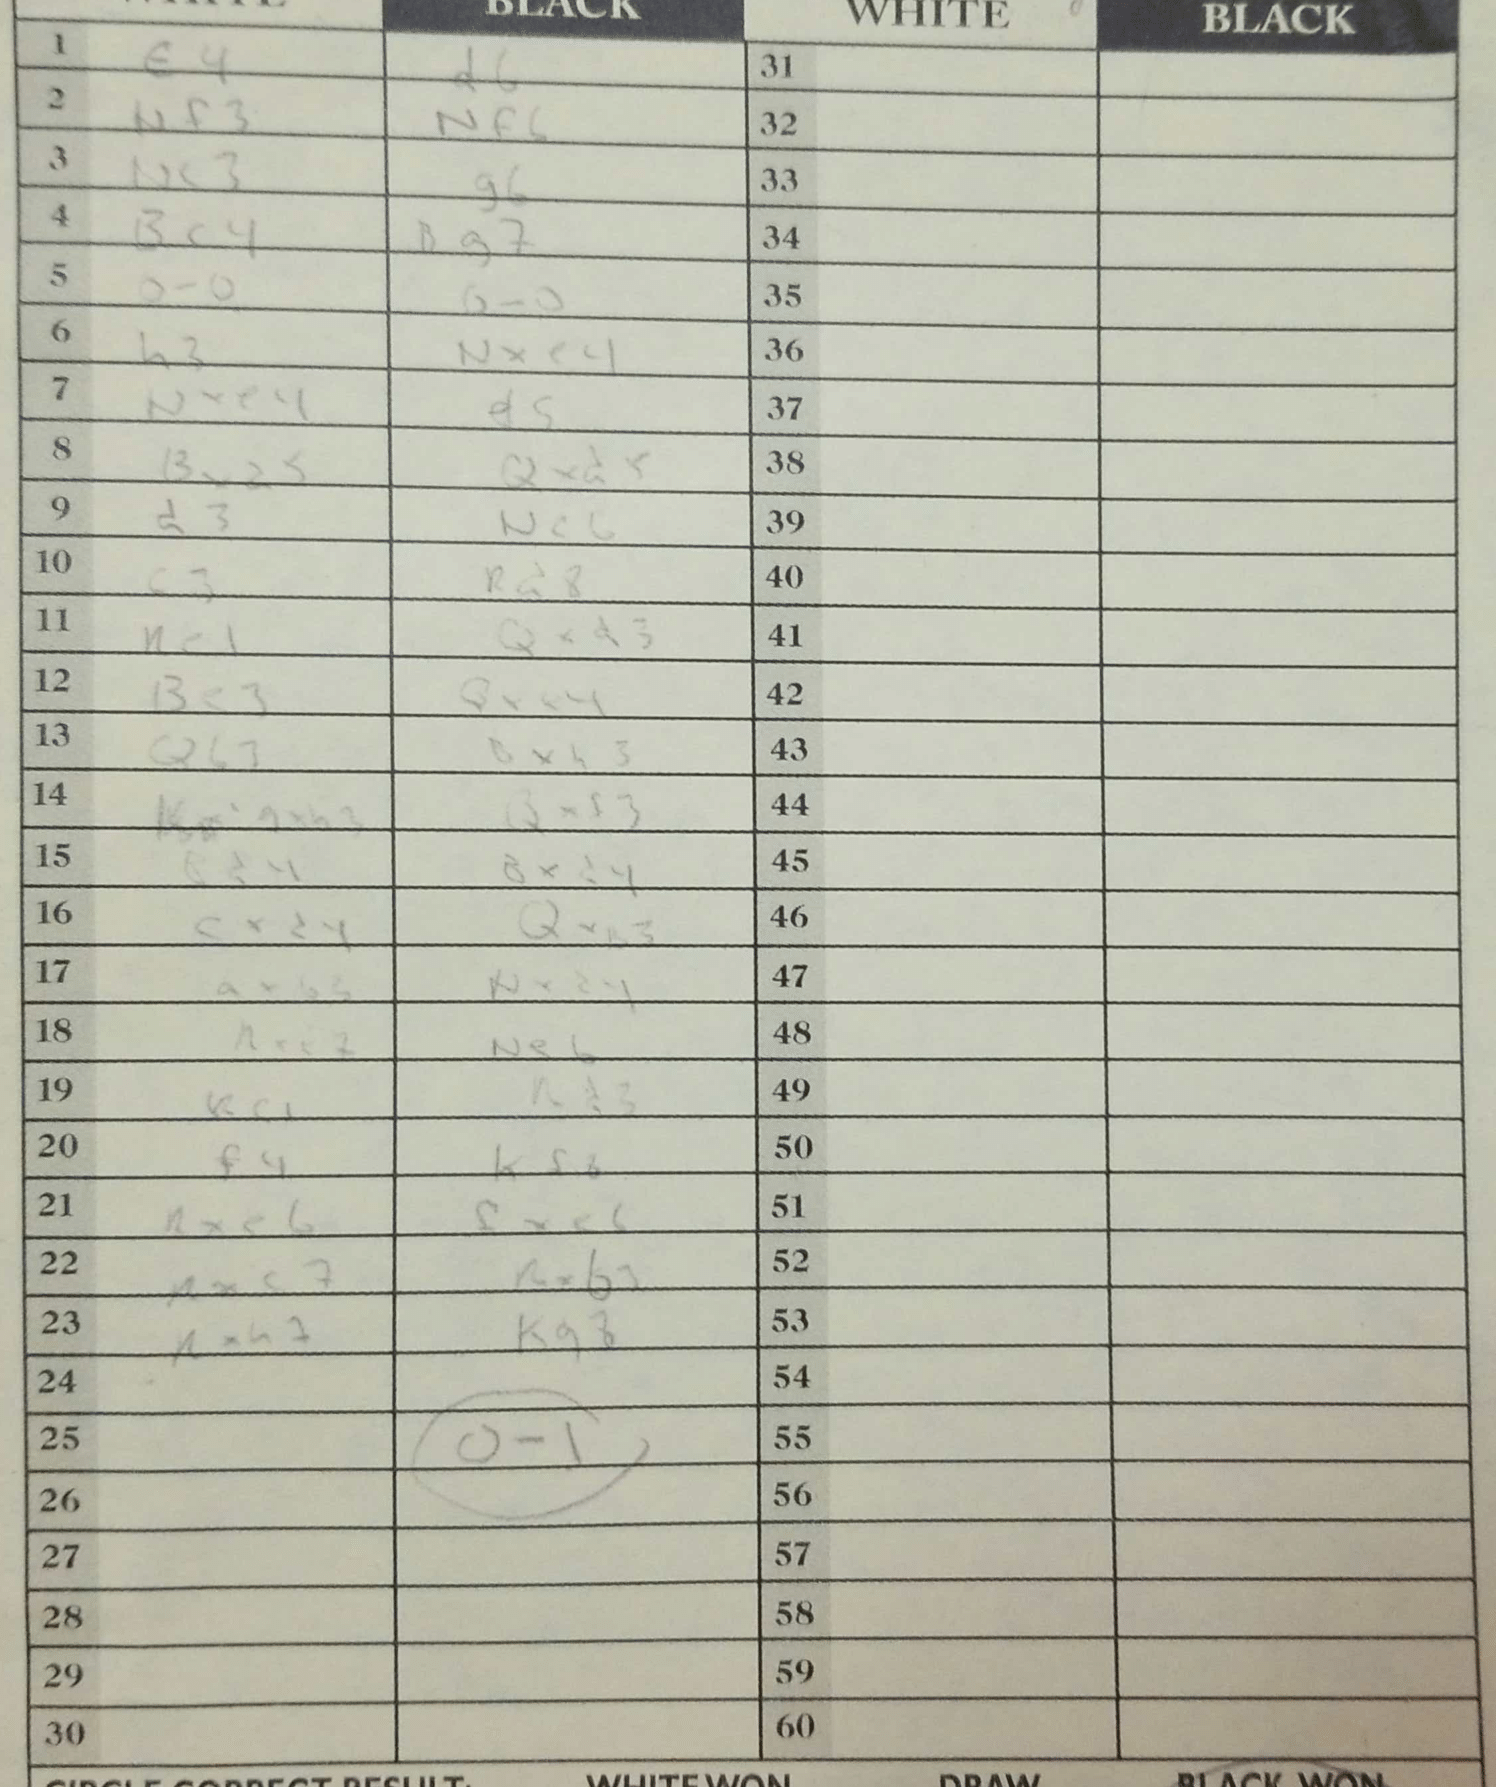 WHITE BLACK WHITE BLACK
1 e4 d6 31
2 Nf3 Nf6 32
3 Nc3 g6 33
4 Bc4 Bg7 34
5 0-0 0-0 35
6 h3 Nxe4 36
7 Nxe4 d5 37
8 Bxd5 Qxd5 38
9 d3 Nc6 39
10 c3 Rd8 40
11 Re1 Qxd3 41
12 Be3 Qxe4 42
13 Qb3 Bxh3 43
14 gxh3 Qxf3 44
15 Bd4 Bxd4 45
16 cxd4 Qxb3 46
17 axb3 Nxd4 47
18 Rxe7 Ne6 48
19 Rd3 49
20 f4 Kf8 50
21 Rxe6 fxe6 51
22 Rxc7 Rxb3 52
23 Rxh7 Kg8 53
24 54
25 0-1 55
26 56
27 57
28 58
29 59
30 60
CIRCLE CORRECT RESULT: WHITE WON DRAW BLACK WON